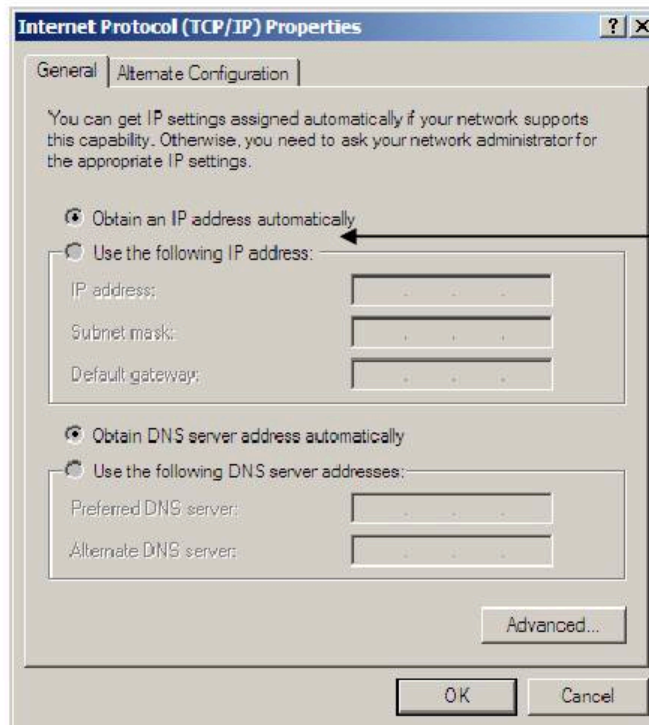 Internet Protocol (TCP/IP) Properties
General
Alternate Configuration
You can get IP settings assigned automatically if your network supports
this capability. Otherwise, you need to ask your network administrator for
the appropriate IP settings.
Obtain an IP address automatically
Use the following IP address:
IP address:
Subnet mask:
Default gateway:
Obtain DNS server address automatically
Use the following DNS server addresses:
Preferred DNS server:
Alternate DNS server:
Advanced...
OK
Cancel